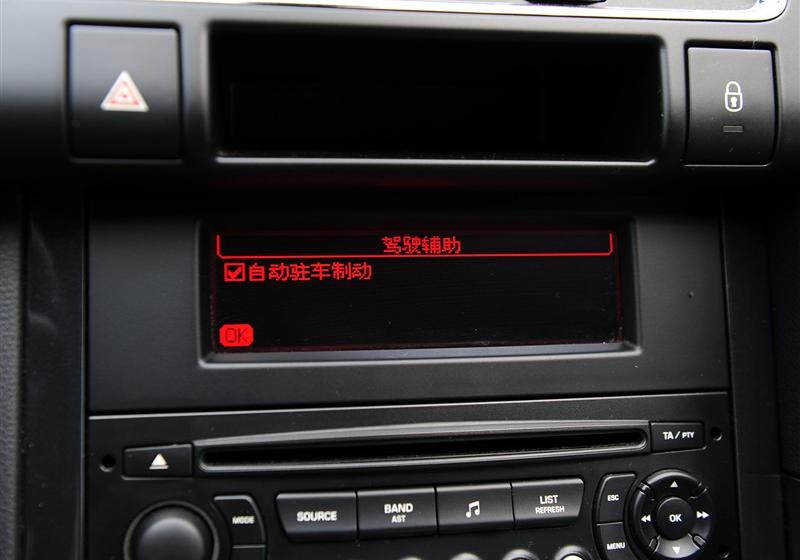 驾驶辅助
自动驻车制动
OK
TA / PTY
MODE
SOURCE
BAND
AST
LIST
REFRESH
ESC
OK
MENU